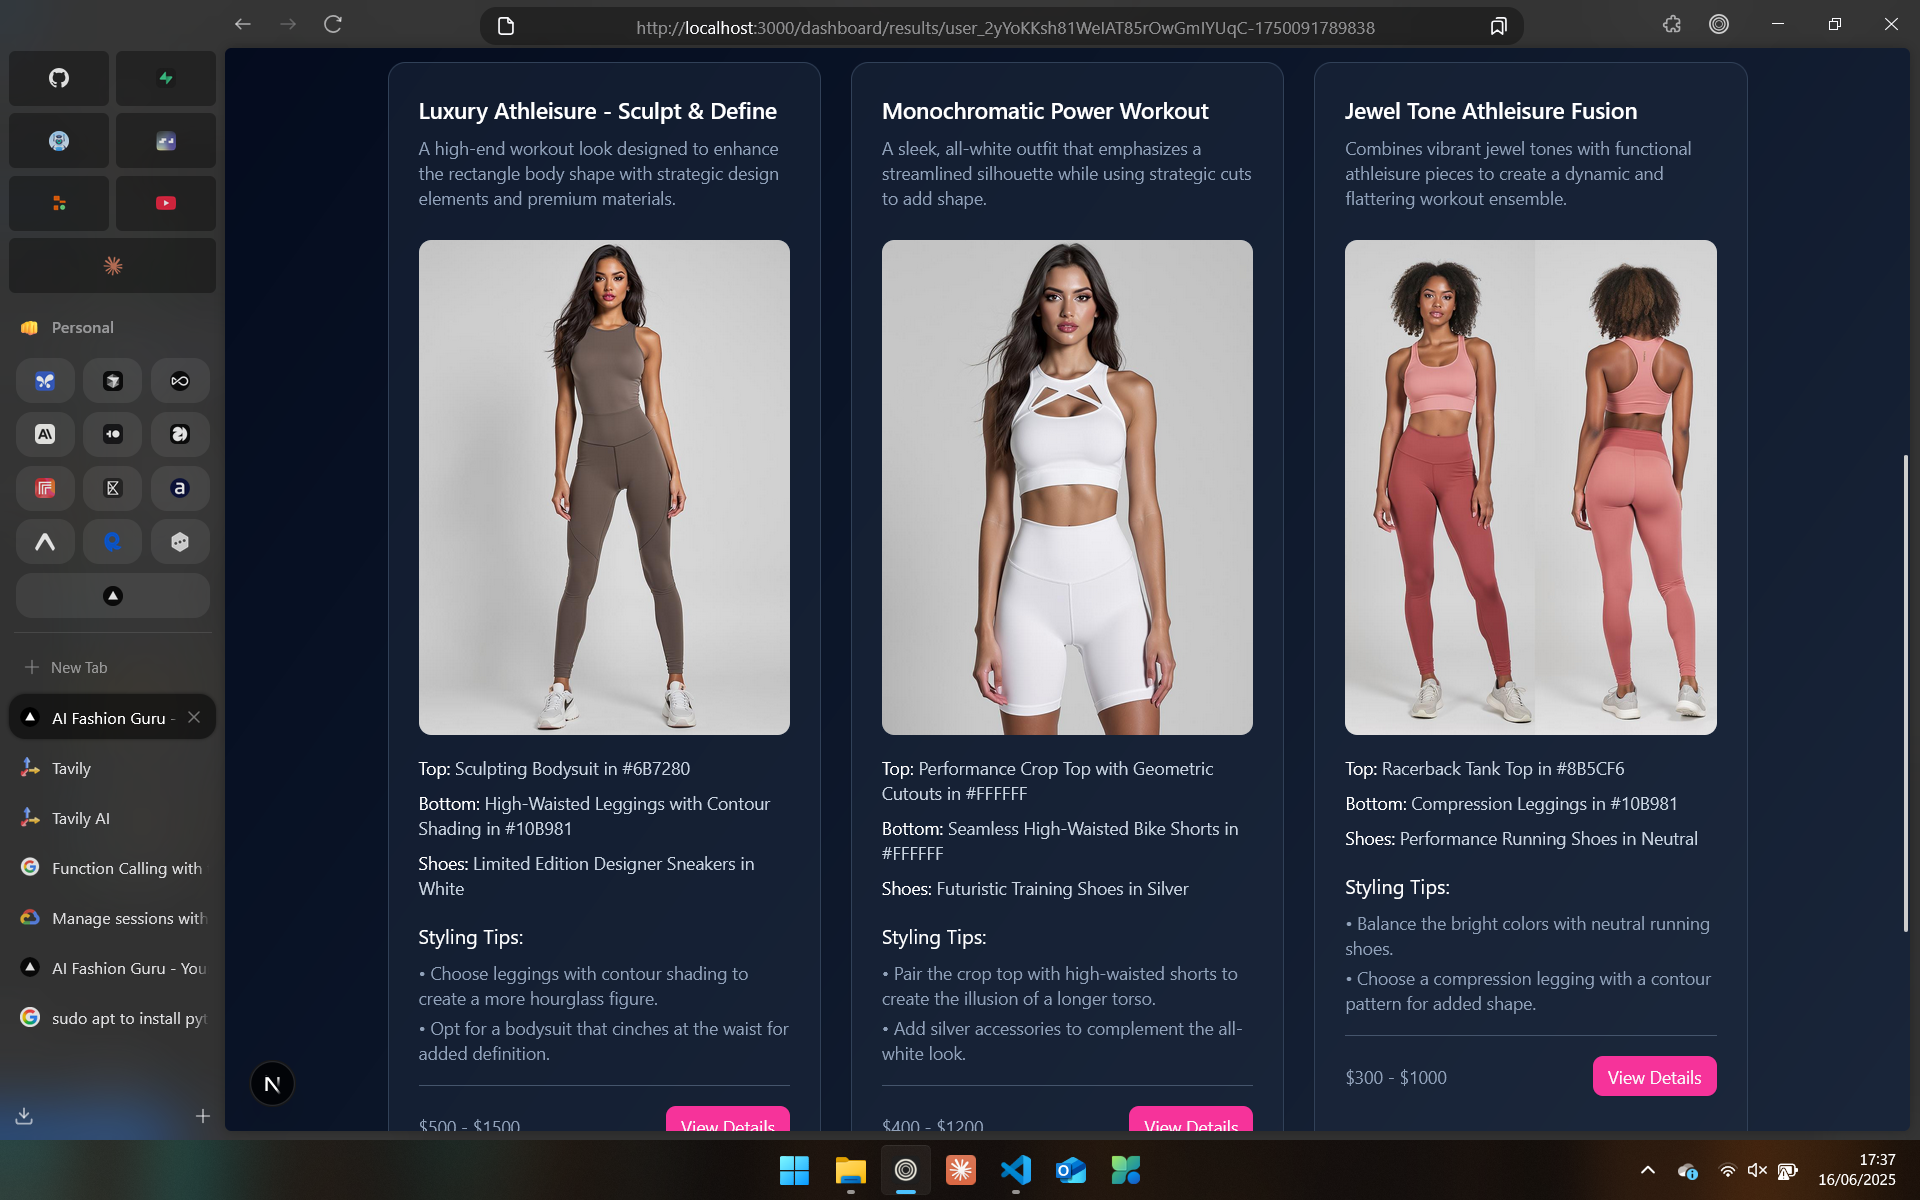 http://localhost:3000/dashboard/results/user_2yYoKKsh81WeIAT85rOwGmIYUqC-1750091789838
Personal
New Tab
AI Fashion Guru -
Tavily
Tavily AI
Function Calling with
Manage sessions with
AI Fashion Guru - You
sudo apt to install pyt
Luxury Athleisure - Sculpt & Define
A high-end workout look designed to enhance
the rectangle body shape with strategic design
elements and premium materials.
Top: Sculpting Bodysuit in #6B7280
Bottom: High-Waisted Leggings with Contour
Shading in #10B981
Shoes: Limited Edition Designer Sneakers in
White
Styling Tips:
• Choose leggings with contour shading to
create a more hourglass figure.
• Opt for a bodysuit that cinches at the waist for
added definition.
$500 - $1500
View Details
Monochromatic Power Workout
A sleek, all-white outfit that emphasizes a
streamlined silhouette while using strategic cuts
to add shape.
Top: Performance Crop Top with Geometric
Cutouts in #FFFFFF
Bottom: Seamless High-Waisted Bike Shorts in
#FFFFFF
Shoes: Futuristic Training Shoes in Silver
Styling Tips:
• Pair the crop top with high-waisted shorts to
create the illusion of a longer torso.
• Add silver accessories to complement the all-
white look.
$400 - $1200
View Details
Jewel Tone Athleisure Fusion
Combines vibrant jewel tones with functional
athleisure pieces to create a dynamic and
flattering workout ensemble.
Top: Racerback Tank Top in #8B5CF6
Bottom: Compression Leggings in #10B981
Shoes: Performance Running Shoes in Neutral
Styling Tips:
• Balance the bright colors with neutral running
shoes.
• Choose a compression legging with a contour
pattern for added shape.
$300 - $1000
View Details
N
17:37
16/06/2025